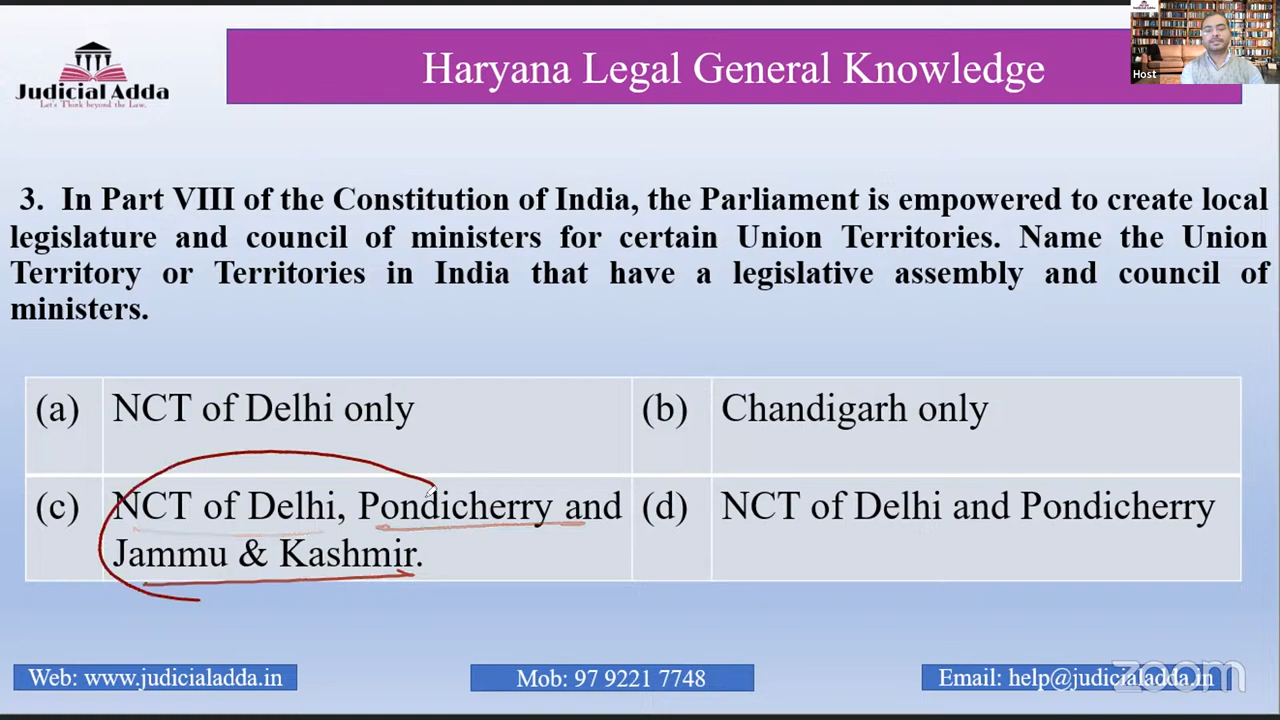 Judicial Adda
Let's Think beyond the Law.
Haryana Legal General Knowledge
Host
3. In Part VIII of the Constitution of India, the Parliament is empowered to create local
legislature and council of ministers for certain Union Territories. Name the Union
Territory or Territories in India that have a legislative assembly and council of
ministers.
(a) NCT of Delhi only
(b) Chandigarh only
(c) NCT of Delhi, Pondicherry and
Jammu & Kashmir.
(d) NCT of Delhi and Pondicherry
Web: www.judicialadda.in
Mob: 97 9221 7748
Email: help@judicialadda.in
zoom